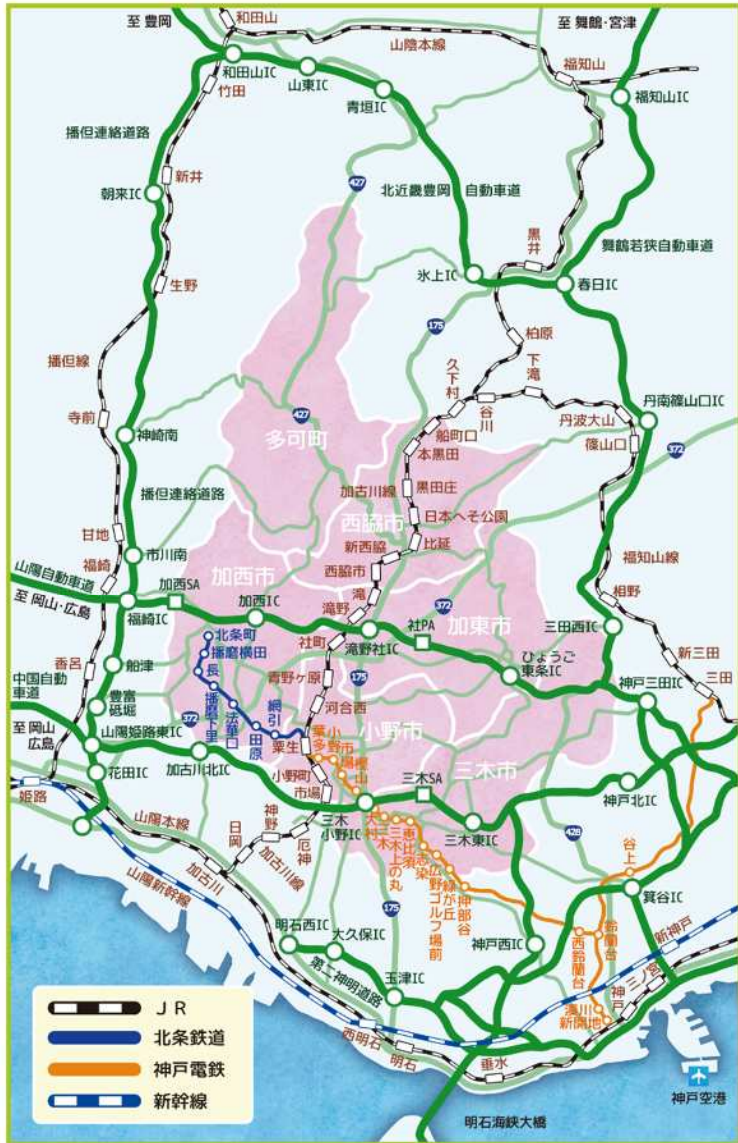 至 豊岡
和田山
至 舞鶴・宮津
山陰本線
福知山
和田山IC
山東IC
青垣IC
福知山IC
竹田
播但連絡道路
新井
朝来IC
427
北近畿豊岡 自動車道
黒井
舞鶴若狭自動車道
生野
氷上IC
春日IC
175
柏原
播但線
久下村
下滝
谷川
丹南篠山口IC
寺前
神崎南
427
多可町
船町口
丹波大山
篠山口
372
本黒田
播但連絡道路
加古川線
黒田庄
西脇市
日本へそ公園
甘地
市川南
新西脇
比延
福知山線
山陽自動車道
福崎
加西SA
加西市
西脇市
相野
至 岡山・広島
福崎IC
加西IC
滝
滝野
372
加東市
社PA
三田西IC
北条町
社町
滝野社IC
ひょうご
東条IC
新三田
香呂
船津
播磨横田
長
青野ヶ原
175
三田
中国自動
車道
豊富
砥堀
播磨下里
網引
河合西
神戸三田IC
372
法華口
小野市
至 岡山
広島
山陽姫路東IC
田原
粟生
葉多
小野
市場
樫山
三木市
花田IC
加古川北IC
小野町
三木SA
神戸北IC
姫路
市場
山陽本線
日岡
神野
厄神
三木
小野IC
大村
三木
三木上の丸
恵比須
志染
広野ゴルフ場前
緑が丘
押部谷
三木東IC
428
谷上
加古川
加古川線
山陽新幹線
箕谷IC
175
明石西IC
大久保IC
神戸西IC
西鈴蘭台
鈴蘭台
新神戸
第二神明道路
玉津IC
三ノ宮
神戸
湊川
新開地
JR
北条鉄道
神戸電鉄
新幹線
西明石
明石
垂水
神戸空港
明石海峡大橋